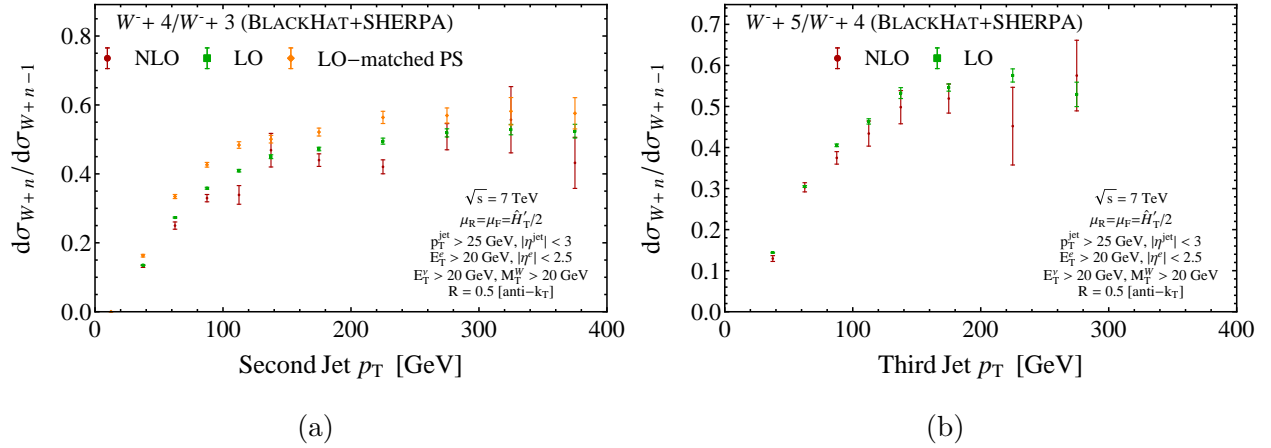 W⁻+ 4/W⁻+ 3 (BLACKHAT+SHERPA)
NLO LO LO−matched PS
dσ_{W+n}/dσ_{W+n−1}
0.8
0.6
0.4
0.2
0.0
√s = 7 TeV
μ_R=μ_F=Ĥ′_T/2
p_T^{jet} > 25 GeV, |η^{jet}| < 3
E_T^e > 20 GeV, |η^e| < 2.5
E_T^ν > 20 GeV, M_T^W > 20 GeV
R = 0.5 [anti−k_T]
0 100 200 300 400
Second Jet p_T [GeV]
(a)
W⁻+ 5/W⁻+ 4 (BLACKHAT+SHERPA)
NLO LO
dσ_{W+n}/dσ_{W+n−1}
0.7
0.6
0.5
0.4
0.3
0.2
0.1
0.0
√s = 7 TeV
μ_R=μ_F=Ĥ′_T/2
p_T^{jet} > 25 GeV, |η^{jet}| < 3
E_T^e > 20 GeV, |η^e| < 2.5
E_T^ν > 20 GeV, M_T^W > 20 GeV
R = 0.5 [anti−k_T]
0 100 200 300 400
Third Jet p_T [GeV]
(b)